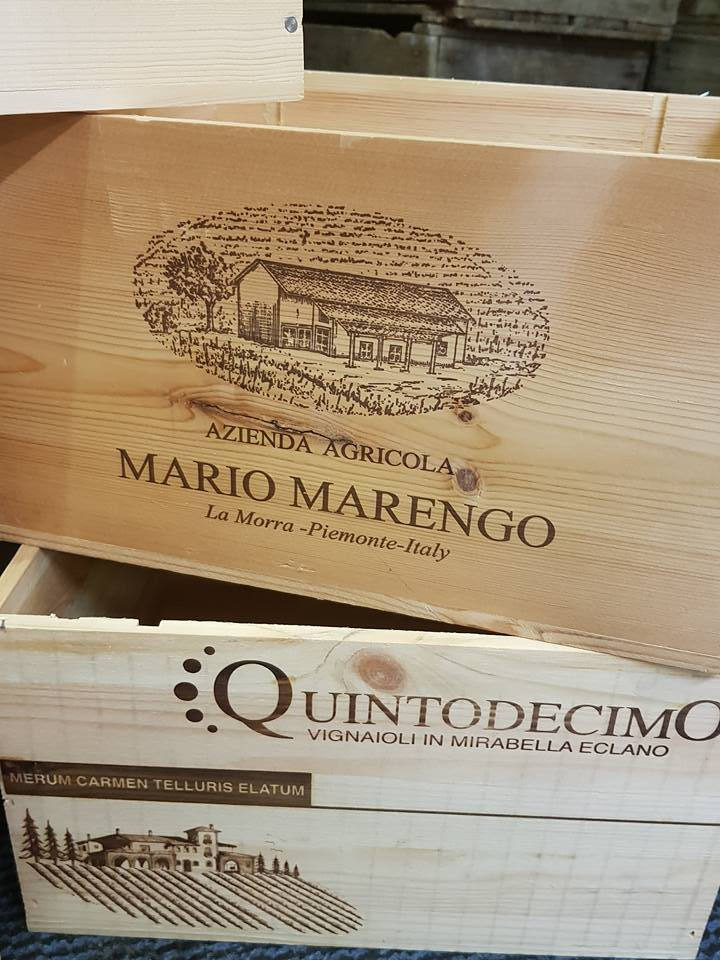 AZIENDA AGRICOLA
MARIO MARENGO
La Morra -Piemonte-Italy
QUINTODECIMO
VIGNAIOLI IN MIRABELLA ECLANO
MERUM CARMEN TELLURIS ELATUM